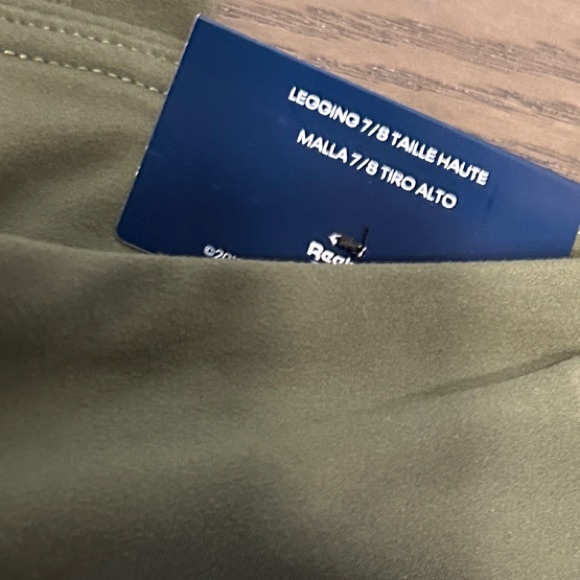 LEGGING 7/8 TAILLE HAUTE
MALLA 7/8 TIRO ALTO